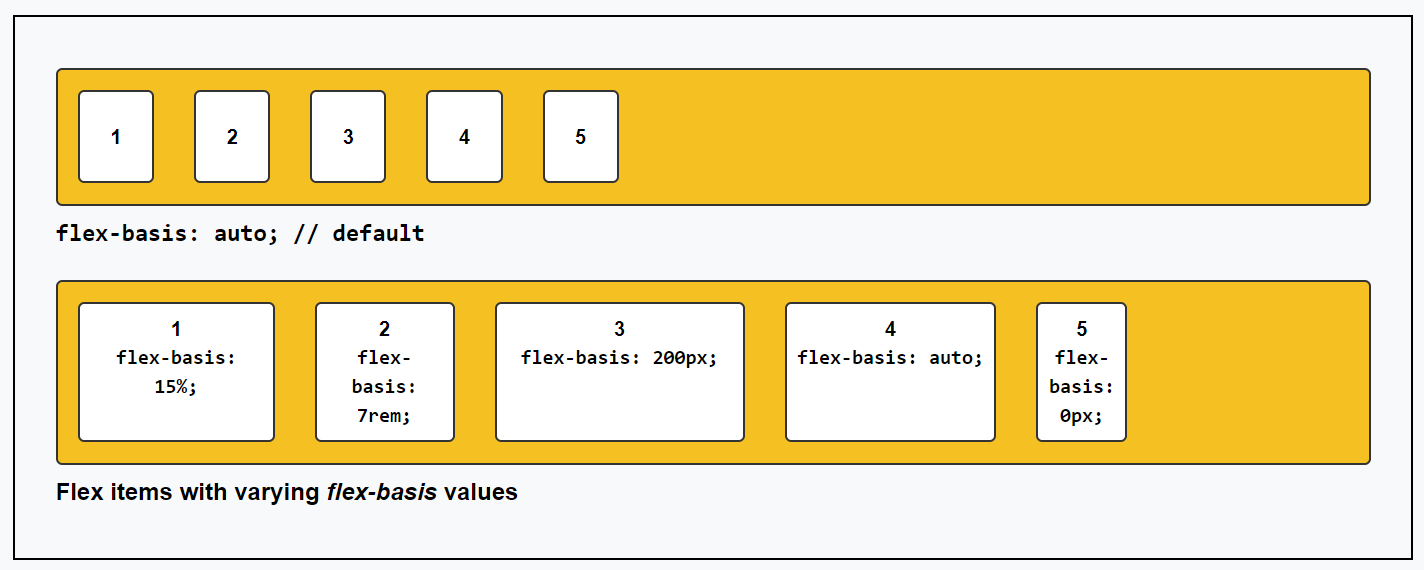 1
2
3
4
5
flex-basis: auto; // default
1
flex-basis:
15%;
2
flex-
basis:
7rem;
3
flex-basis: 200px;
4
flex-basis: auto;
5
flex-
basis:
0px;
Flex items with varying flex-basis values